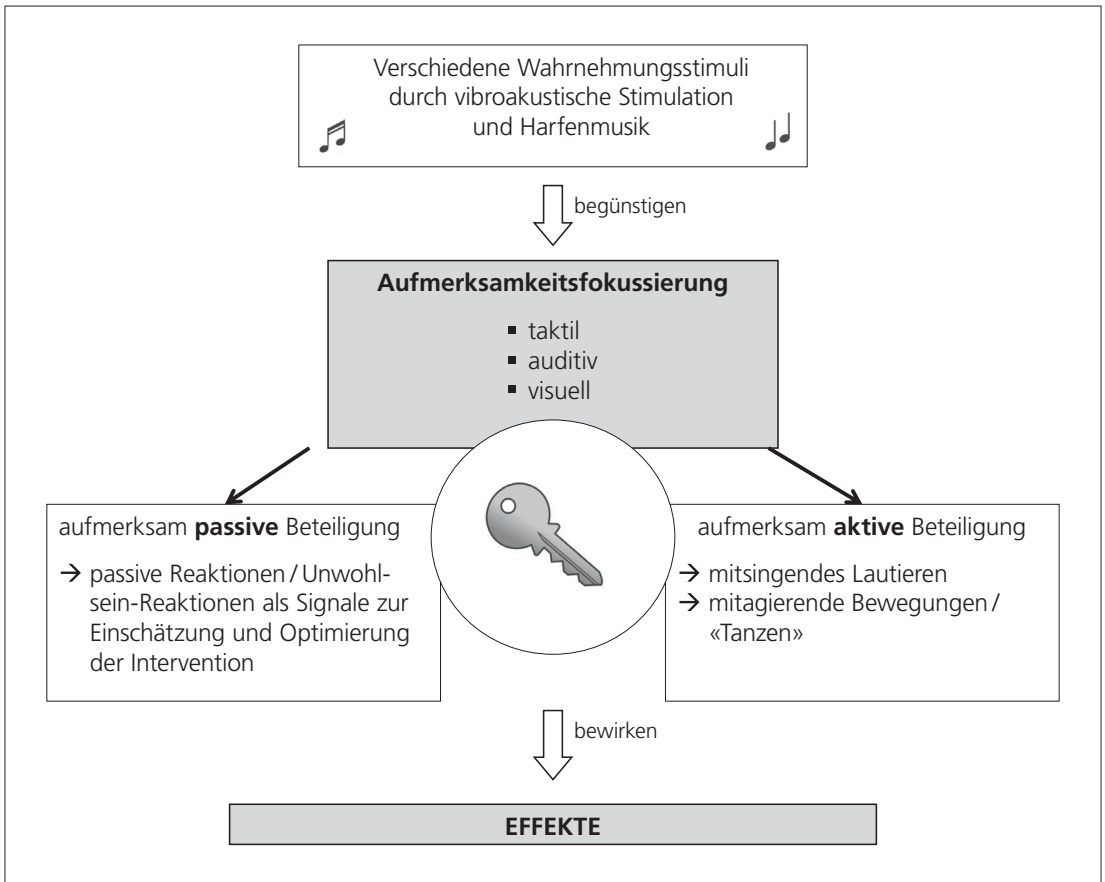 Verschiedene Wahrnehmungsstimuli
durch vibroakustische Stimulation
und Harfenmusik
begünstigen
Aufmerksamkeitsfokussierung
▪ taktil
▪ auditiv
▪ visuell
aufmerksam passive Beteiligung
→ passive Reaktionen / Unwohl-
sein-Reaktionen als Signale zur
Einschätzung und Optimierung
der Intervention
aufmerksam aktive Beteiligung
→ mitsingendes Lautieren
→ mitagierende Bewegungen /
«Tanzen»
bewirken
EFFEKTE